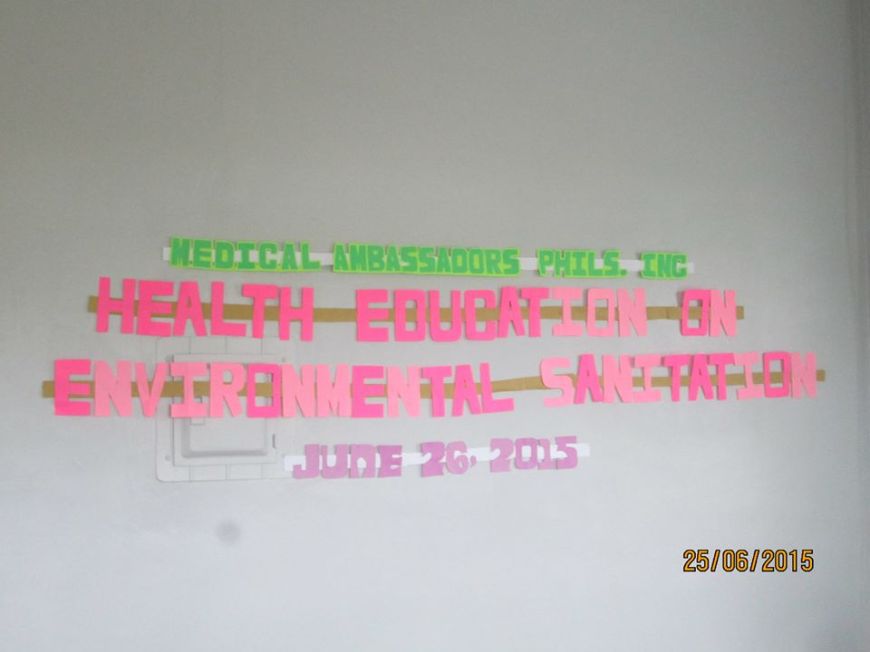 MEDICAL AMBASSADORS PHILS. INC
HEALTH EDUCATION ON
ENVIRONMENTAL SANITATION
JUNE 26, 2015
25/06/2015